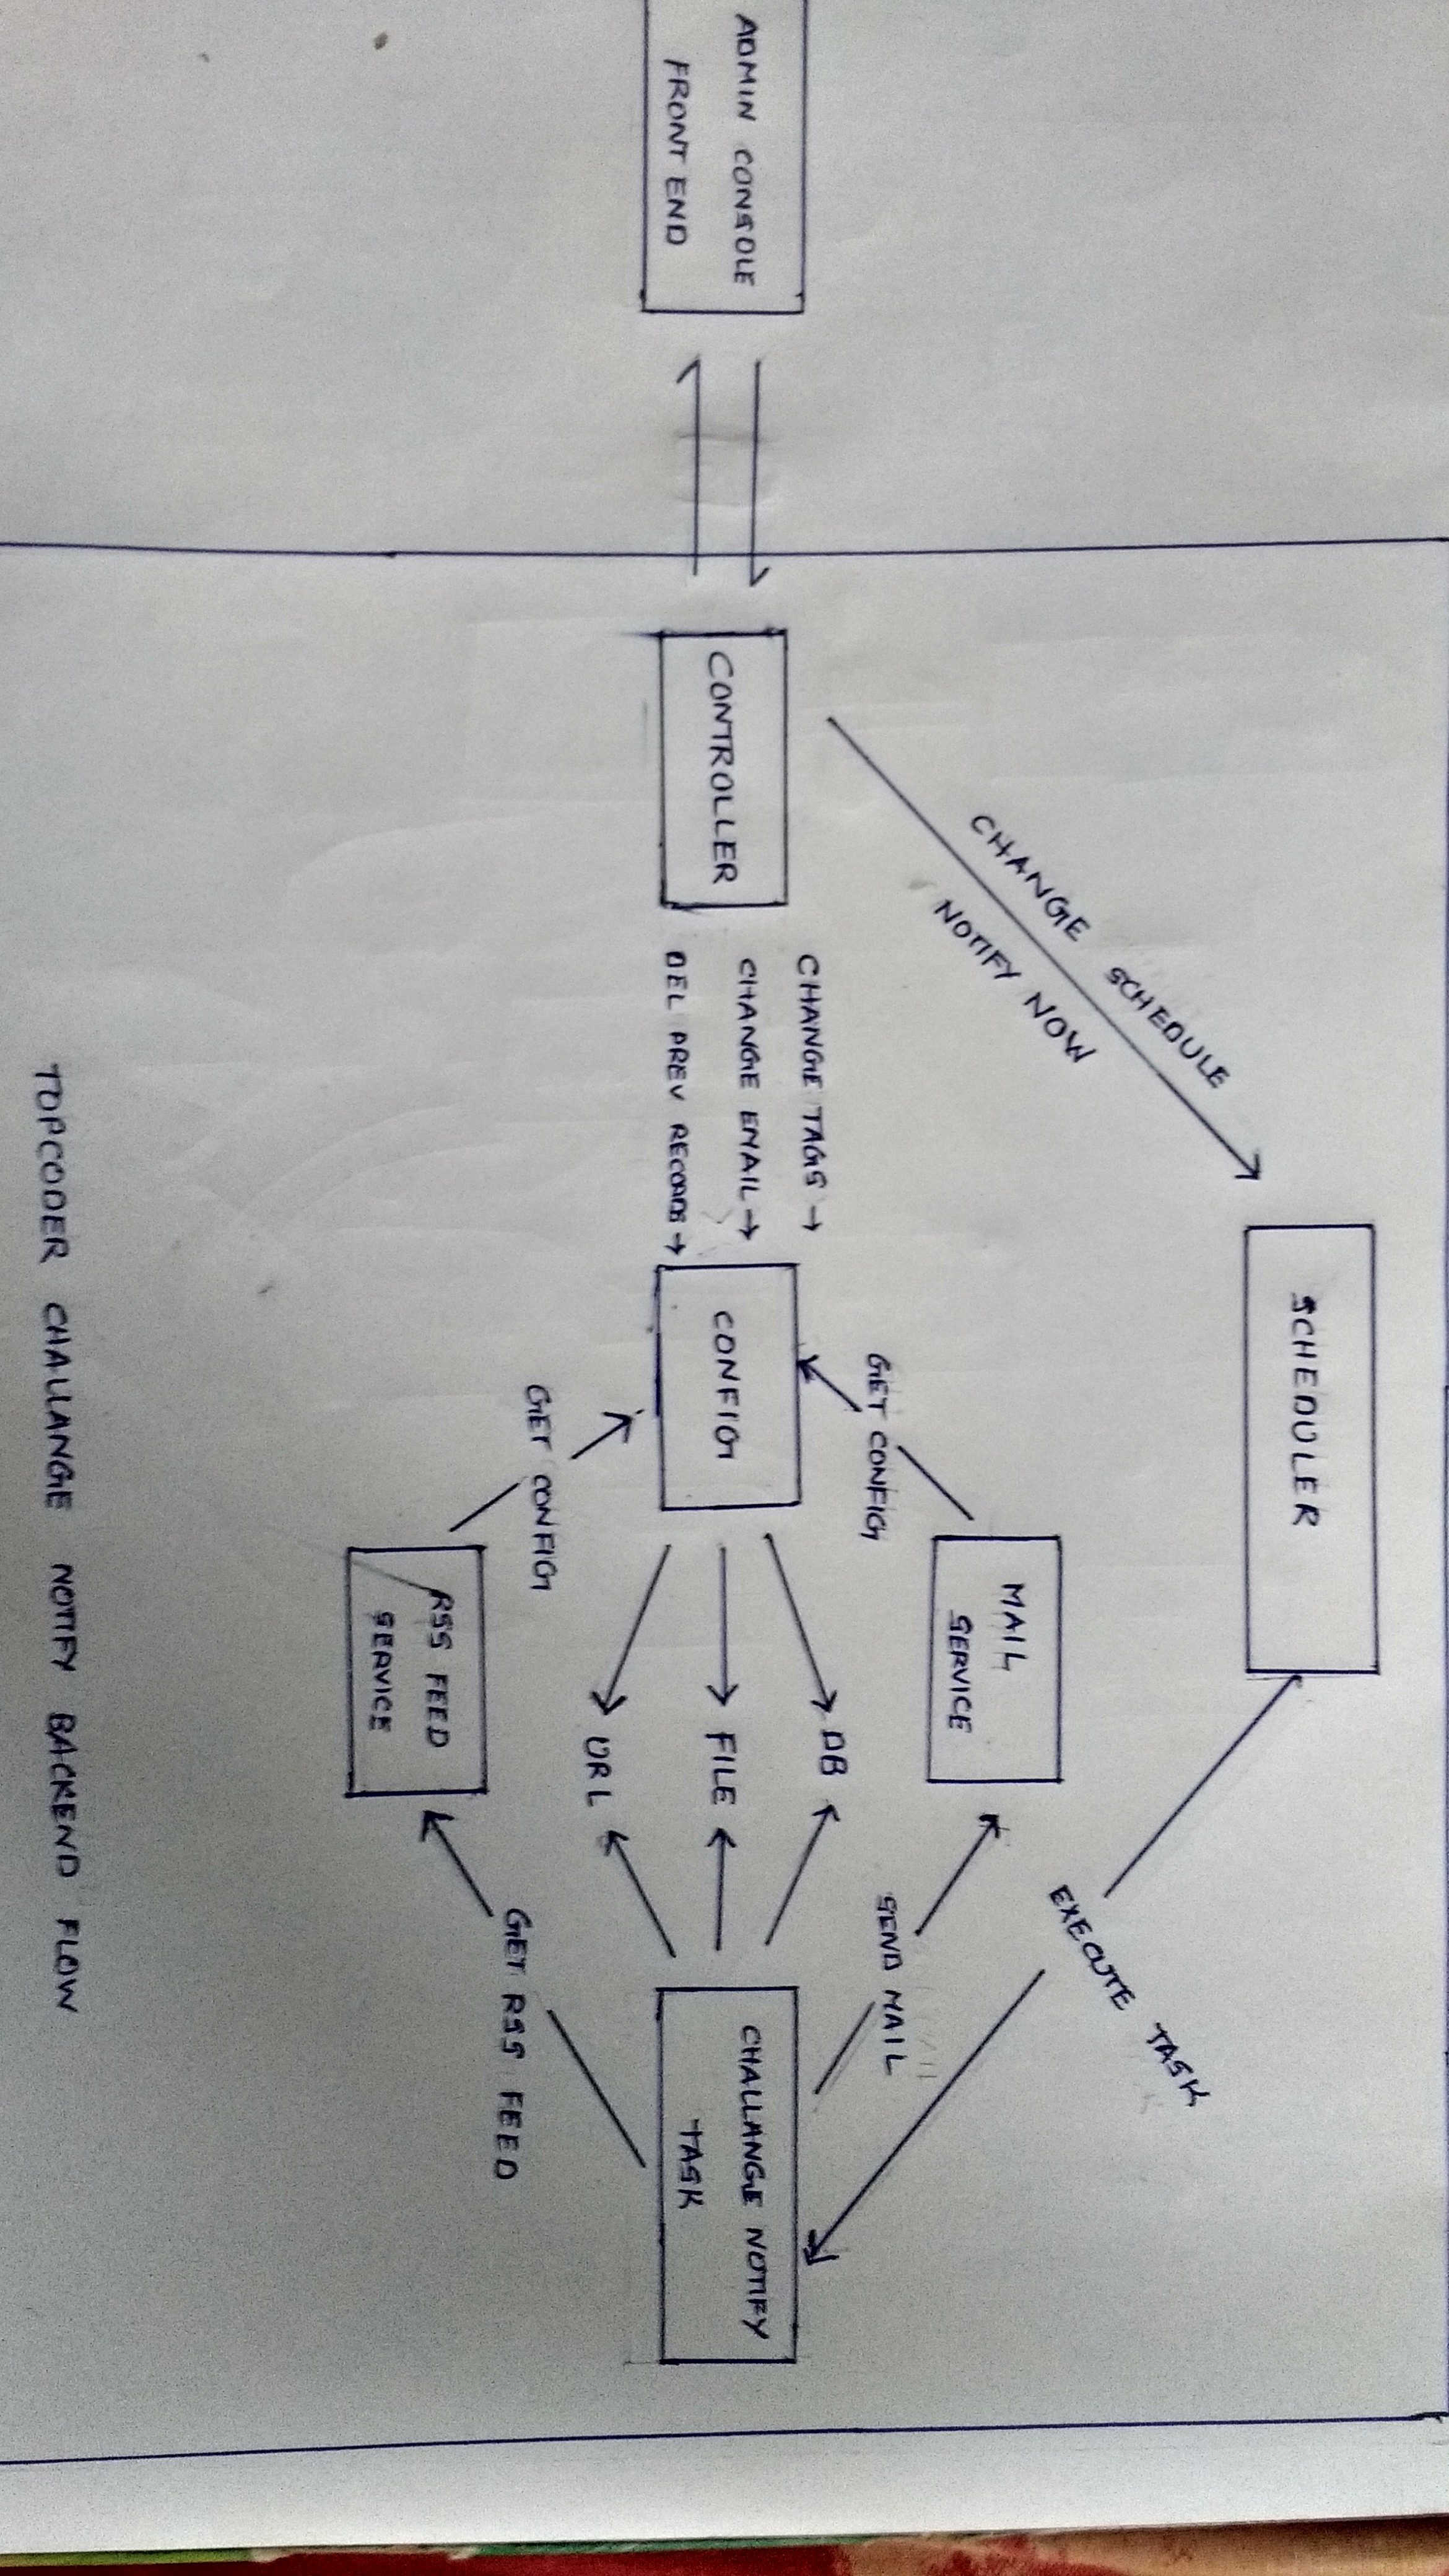 ADMIN CONSOLE
FRONT END
CONTROLLER
CHANGE SCHEDULE
NOTIFY NOW
SCHEDULER
CHANGE TAGS →
CHANGE EMAIL →
DEL PREV RECORDS →
CONFIG
GET CONFIG
MAIL
SERVICE
GET CONFIG
RSS FEED
SERVICE
DB
FILE
URL
EXECUTE TASK
SEND MAIL
GET RSS FEED
CHALLANGE NOTIFY
TASK
TOPCODER CHALLANGE NOTIFY BACKEND FLOW